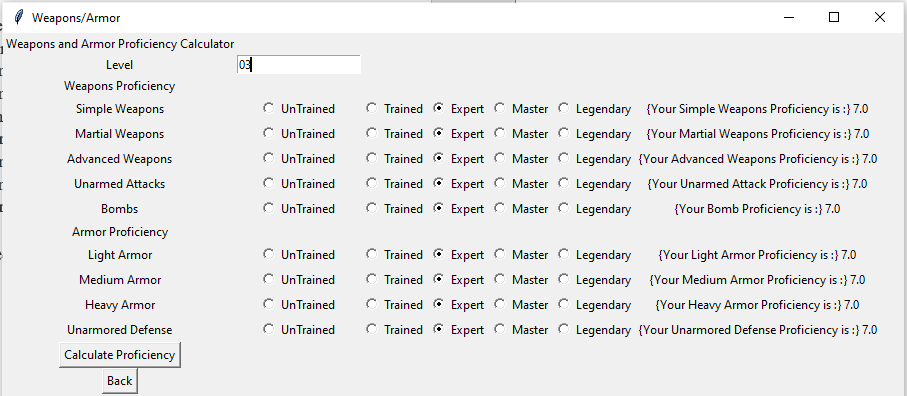 Weapons/Armor
Weapons and Armor Proficiency Calculator
Level 03
Weapons Proficiency
Simple Weapons UnTrained Trained Expert Master Legendary {Your Simple Weapons Proficiency is :} 7.0
Martial Weapons UnTrained Trained Expert Master Legendary {Your Martial Weapons Proficiency is :} 7.0
Advanced Weapons UnTrained Trained Expert Master Legendary {Your Advanced Weapons Proficiency is :} 7.0
Unarmed Attacks UnTrained Trained Expert Master Legendary {Your Unarmed Attack Proficiency is :} 7.0
Bombs UnTrained Trained Expert Master Legendary {Your Bomb Proficiency is :} 7.0
Armor Proficiency
Light Armor UnTrained Trained Expert Master Legendary {Your Light Armor Proficiency is :} 7.0
Medium Armor UnTrained Trained Expert Master Legendary {Your Medium Armor Proficiency is :} 7.0
Heavy Armor UnTrained Trained Expert Master Legendary {Your Heavy Armor Proficiency is :} 7.0
Unarmored Defense UnTrained Trained Expert Master Legendary {Your Unarmored Defense Proficiency is :} 7.0
Calculate Proficiency
Back